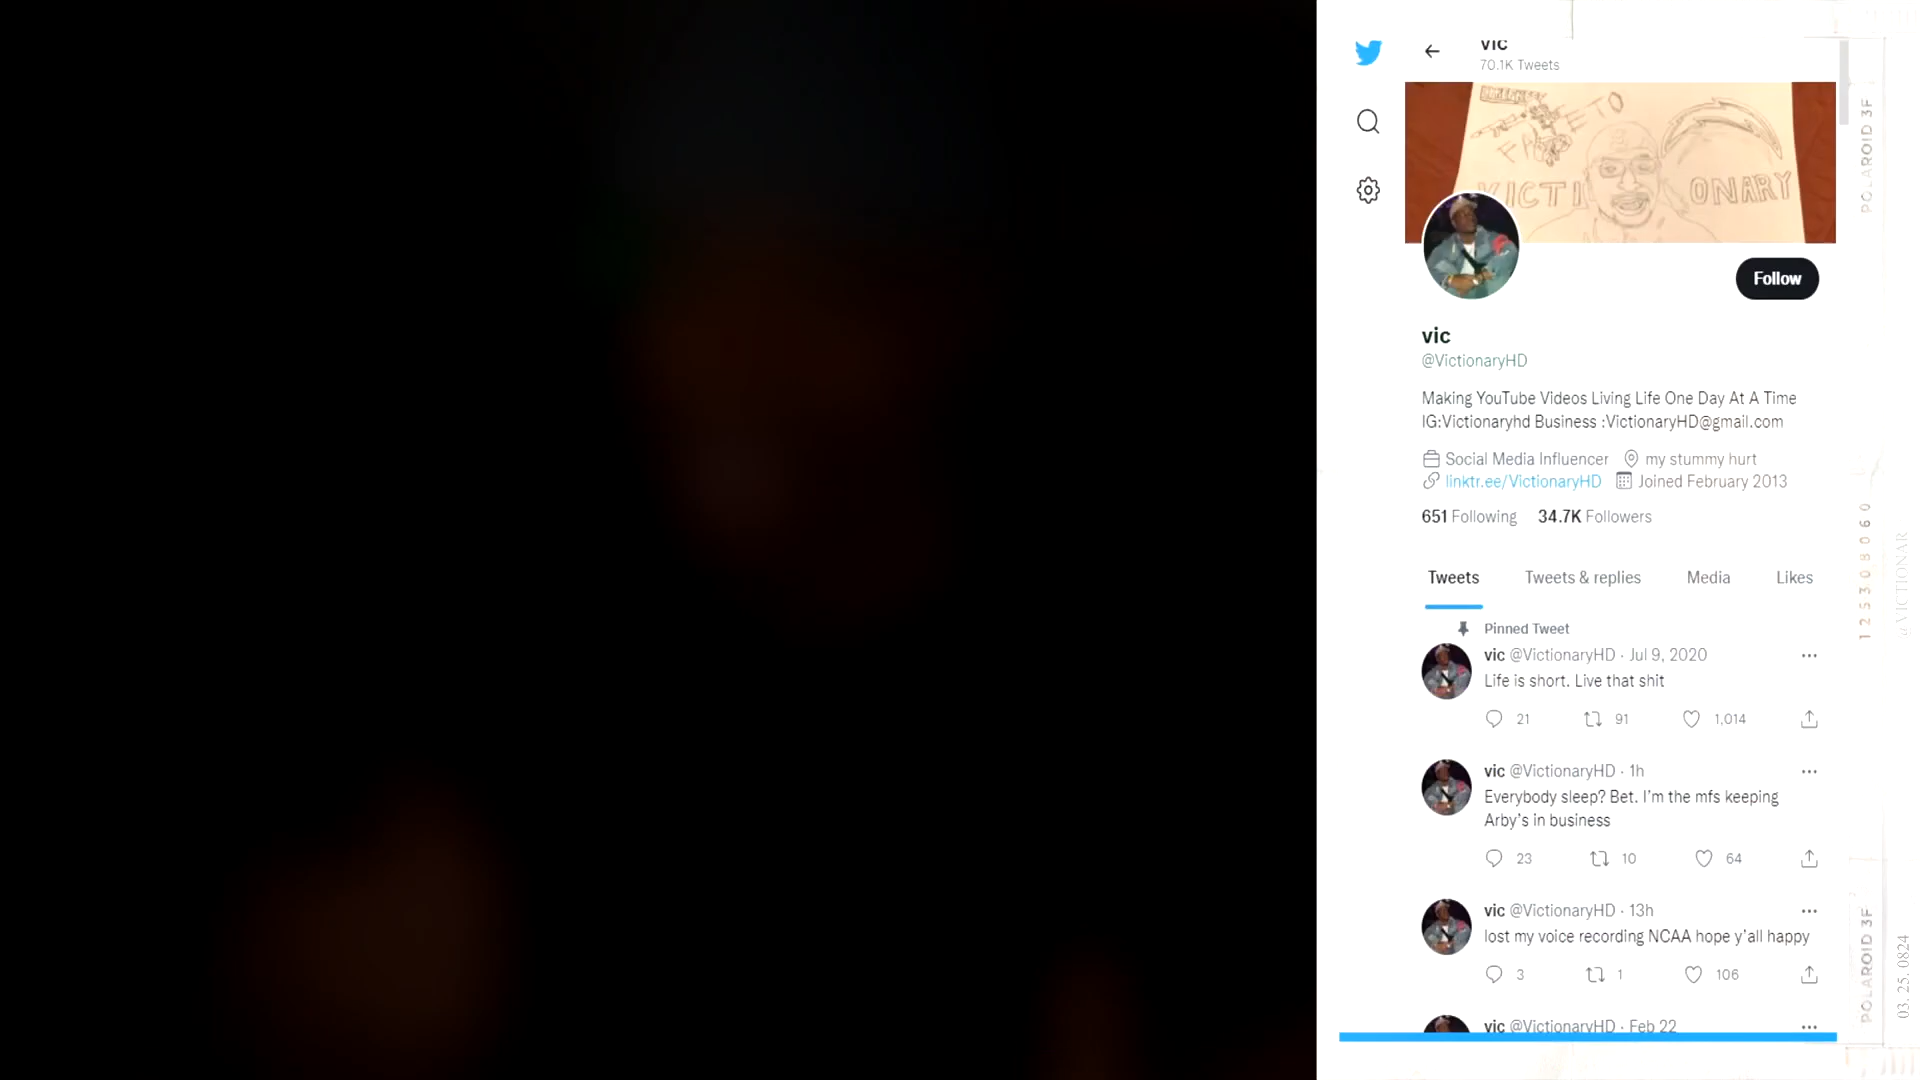 vic
70.1K Tweets
FACE TO
VICTI ONARY
Follow
vic
@VictionaryHD
Making YouTube Videos Living Life One Day At A Time
IG:Victionaryhd Business :VictionaryHD@gmail.com
Social Media Influencer my stummy hurt
linktr.ee/VictionaryHD Joined February 2013
651 Following 34.7K Followers
Tweets Tweets & replies Media Likes
Pinned Tweet
vic @VictionaryHD · Jul 9, 2020 ...
Life is short. Live that shit
21 91 1,014
vic @VictionaryHD · 1h ...
Everybody sleep? Bet. I'm the mfs keeping
Arby's in business
23 10 64
vic @VictionaryHD · 13h ...
lost my voice recording NCAA hope y'all happy
3 1 106
vic @VictionaryHD · Feb 22 ...
POLAROID 3F
12530B060
@VICTIONAR
POLAROID 3F
03. 25. 0824